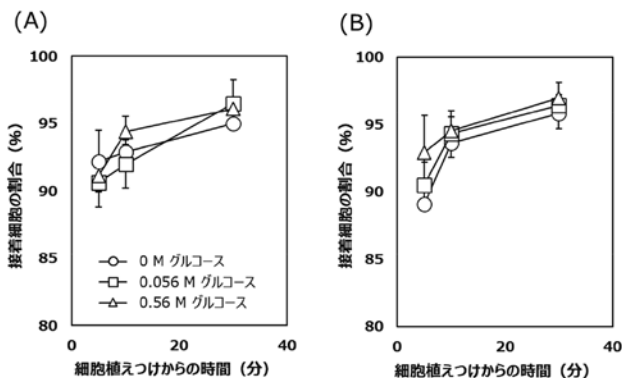 (A)
(B)
100
95
90
85
80
接着細胞の割合（%）
0 M グルコース
0.056 M グルコース
0.56 M グルコース
0
20
40
細胞植えつけからの時間（分）
100
95
90
85
80
接着細胞の割合（%）
0
20
40
細胞植えつけからの時間（分）